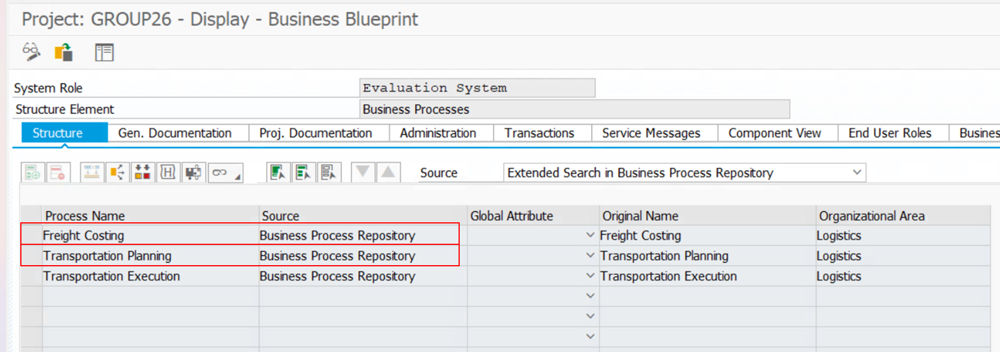 Project: GROUP26 - Display - Business Blueprint
System Role Evaluation System
Structure Element Business Processes
Structure Gen. Documentation Proj. Documentation Administration Transactions Service Messages Component View End User Roles Busines
Source Extended Search in Business Process Repository
Process Name Source Global Attribute Original Name Organizational Area
Freight Costing Business Process Repository Freight Costing Logistics
Transportation Planning Business Process Repository Transportation Planning Logistics
Transportation Execution Business Process Repository Transportation Execution Logistics